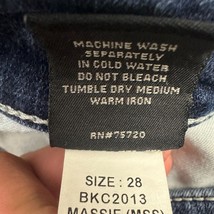 MACHINE WASH
SEPARATELY
IN COLD WATER
DO NOT BLEACH
TUMBLE DRY MEDIUM
WARM IRON
RN#75720
SIZE : 28
BKC2013
MASSIE (MSS)